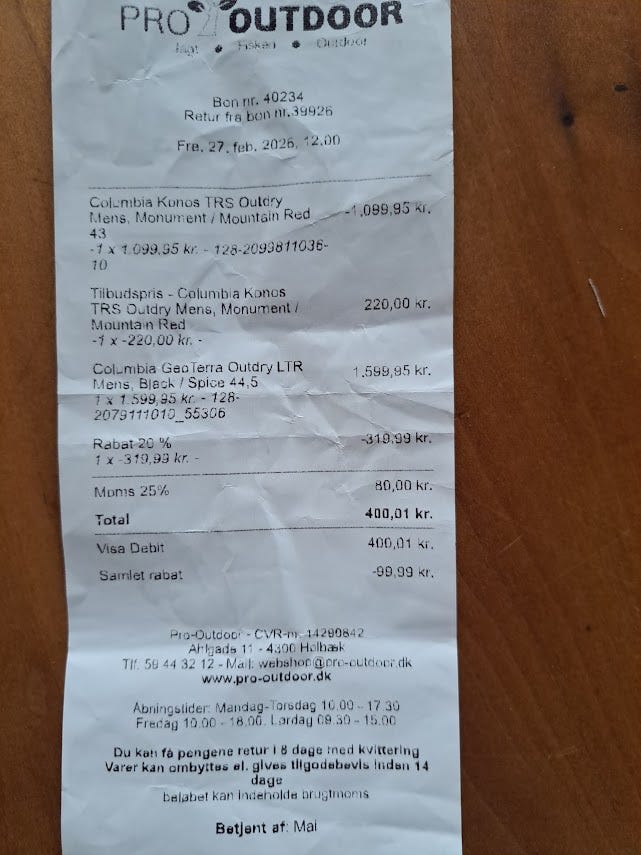 PRO OUTDOOR
Jagt • Fiskeri • Outdoor
Bon nr. 40234
Retur fra bon nr.39926
Fre. 27. feb. 2026, 12.00
Columbia Konos TRS Outdry
Mens, Monument / Mountain Red -1.099,95 kr.
43
-1 x 1.099,95 kr. - 128-2099811036-
10
Tilbudspris - Columbia Konos
TRS Outdry Mens, Monument / 220,00 kr.
Mountain Red
-1 x -220,00 kr. -
Columbia GeoTerra Outdry LTR 1.599,95 kr.
Mens, Black / Spice 44,5
1 x 1.599,95 kr. - 128-
2079111010_55306
Rabat 20 % -319,99 kr.
1 x -319,99 kr. -
Moms 25% 80,00 kr.
Total 400,01 kr.
Visa Debit 400,01 kr.
Samlet rabat -99,99 kr.
Pro-Outdoor - CVR-nr. 14290842
Ahlgade 11 - 4300 Holbæk
Tlf. 59 44 32 12 - Mail: webshop@pro-outdoor.dk
www.pro-outdoor.dk
Åbningstider: Mandag-Torsdag 10.00 - 17.30
Fredag 10.00 - 18.00. Lørdag 09.30 - 15.00
Du kan få pengene retur i 8 dage med kvittering
Varer kan ombyttes el. gives tilgodebevis inden 14
dage
beløbet kan indeholde brugtmoms
Betjent af: Mai